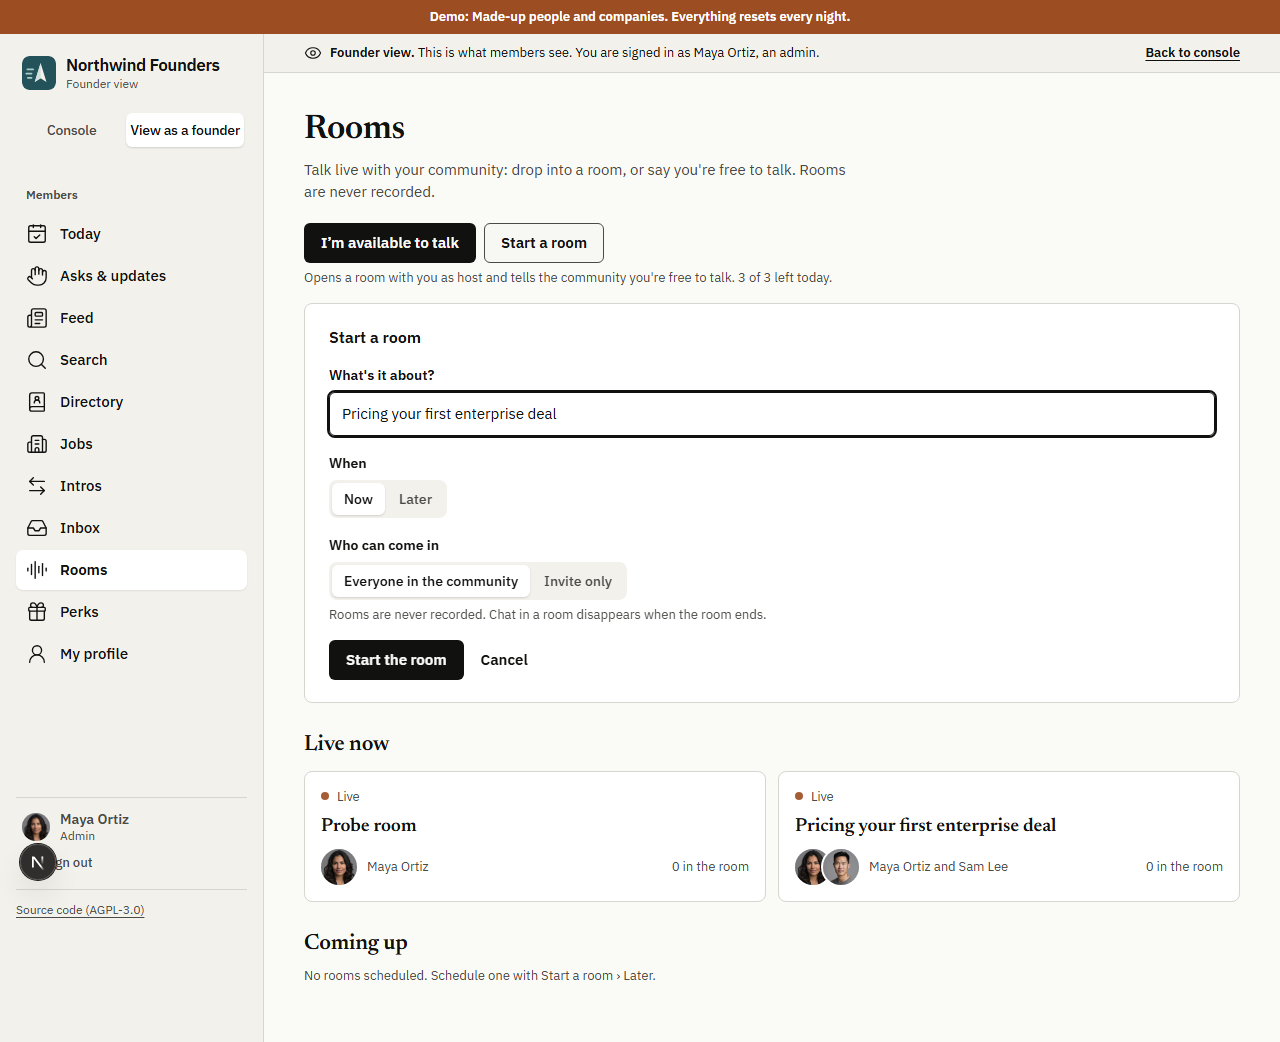 Demo: Made-up people and companies. Everything resets every night.
Northwind Founders
Founder view
Console
View as a founder
Members
Today
Asks & updates
Feed
Search
Directory
Jobs
Intros
Inbox
Rooms
Perks
My profile
Maya Ortiz
Admin
N
gn out
Source code (AGPL-3.0)
Founder view. This is what members see. You are signed in as Maya Ortiz, an admin.
Back to console
Rooms
Talk live with your community: drop into a room, or say you're free to talk. Rooms
are never recorded.
I’m available to talk
Start a room
Opens a room with you as host and tells the community you're free to talk. 3 of 3 left today.
Start a room
What's it about?
Pricing your first enterprise deal
When
Now
Later
Who can come in
Everyone in the community
Invite only
Rooms are never recorded. Chat in a room disappears when the room ends.
Start the room
Cancel
Live now
Live
Probe room
Maya Ortiz
0 in the room
Live
Pricing your first enterprise deal
Maya Ortiz and Sam Lee
0 in the room
Coming up
No rooms scheduled. Schedule one with Start a room › Later.